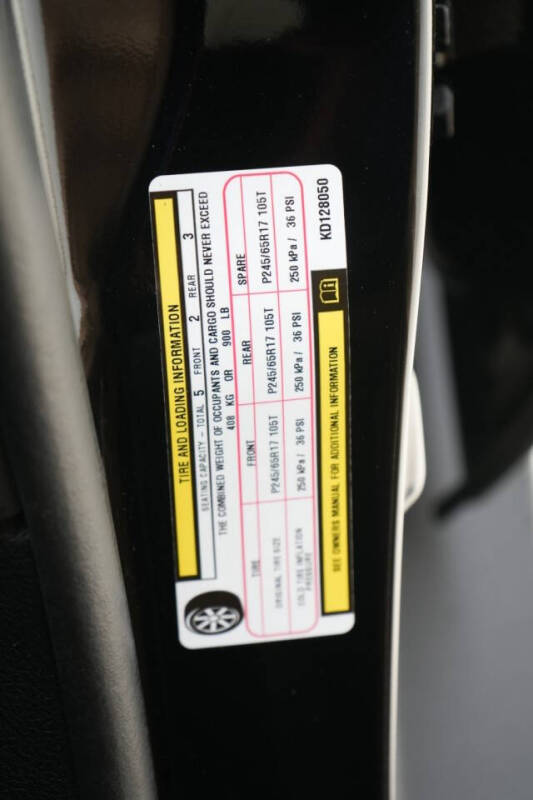 TIRE AND LOADING INFORMATION
SEATING CAPACITY - TOTAL 5 FRONT 2 REAR 3
THE COMBINED WEIGHT OF OCCUPANTS AND CARGO SHOULD NEVER EXCEED
408 KG OR 900 LB
TIRE FRONT REAR SPARE
ORIGINAL TIRE SIZE P245/65R17 105T P245/65R17 105T P245/65R17 105T
COLD TIRE INFLATION PRESSURE 250 kPa / 36 PSI 250 kPa / 36 PSI 250 kPa / 36 PSI
SEE OWNERS MANUAL FOR ADDITIONAL INFORMATION
KD128050